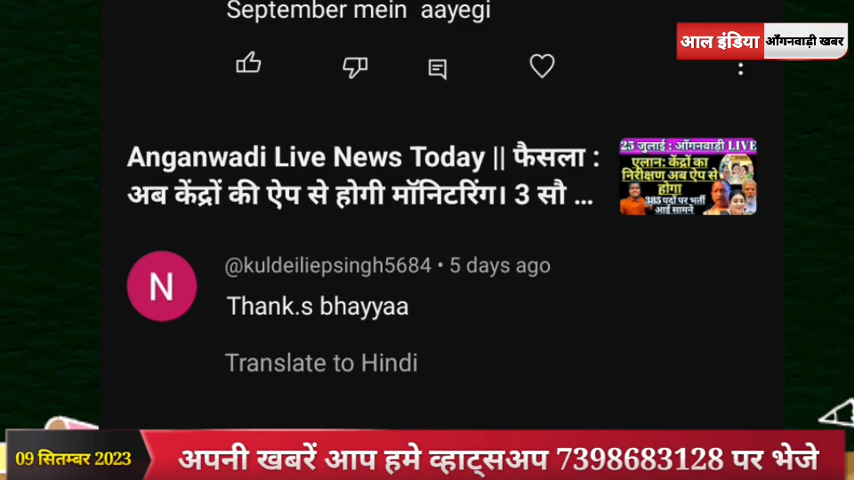 September mein aayegi
आल इंडिया आँगनवाड़ी खबर
Anganwadi Live News Today || फैसला :
अब केंद्रों की ऐप से होगी मॉनिटरिंग। 3 सौ ...
25 जुलाई : आँगनवाड़ी LIVE
एलान: केंद्रों का
निरीक्षण अब ऐप से
होगा
385 पदों पर भर्ती
आई सामने
N
@kuldeiliepsingh5684 • 5 days ago
Thank.s bhayyaa
Translate to Hindi
09 सितम्बर 2023
अपनी खबरें आप हमे व्हाट्सअप 7398683128 पर भेजे